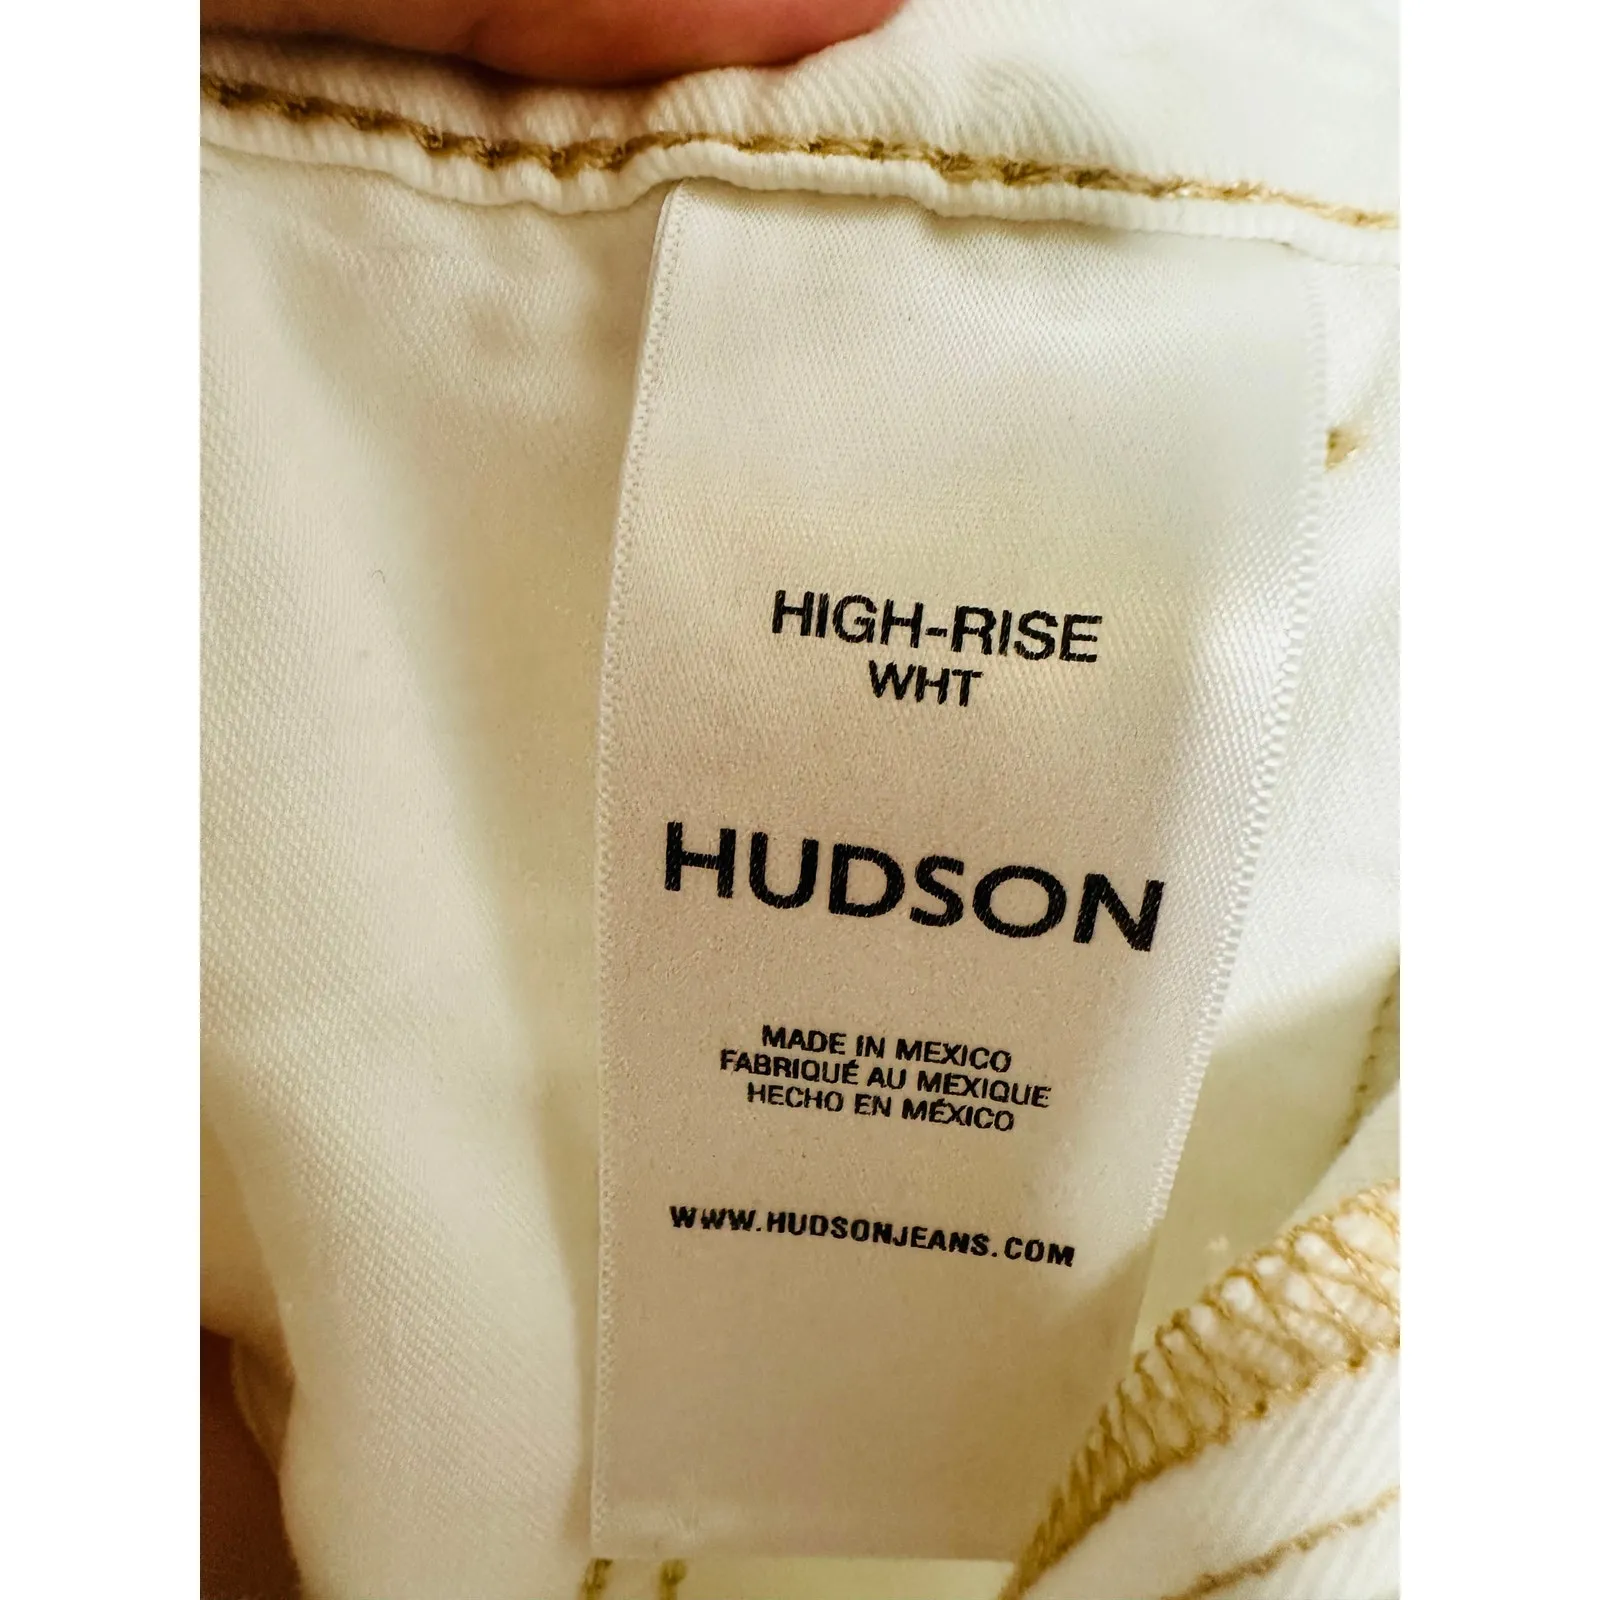 HIGH-RISE
WHT
HUDSON
MADE IN MEXICO
FABRIQUÉ AU MEXIQUE
HECHO EN MÉXICO
WWW.HUDSONJEANS.COM